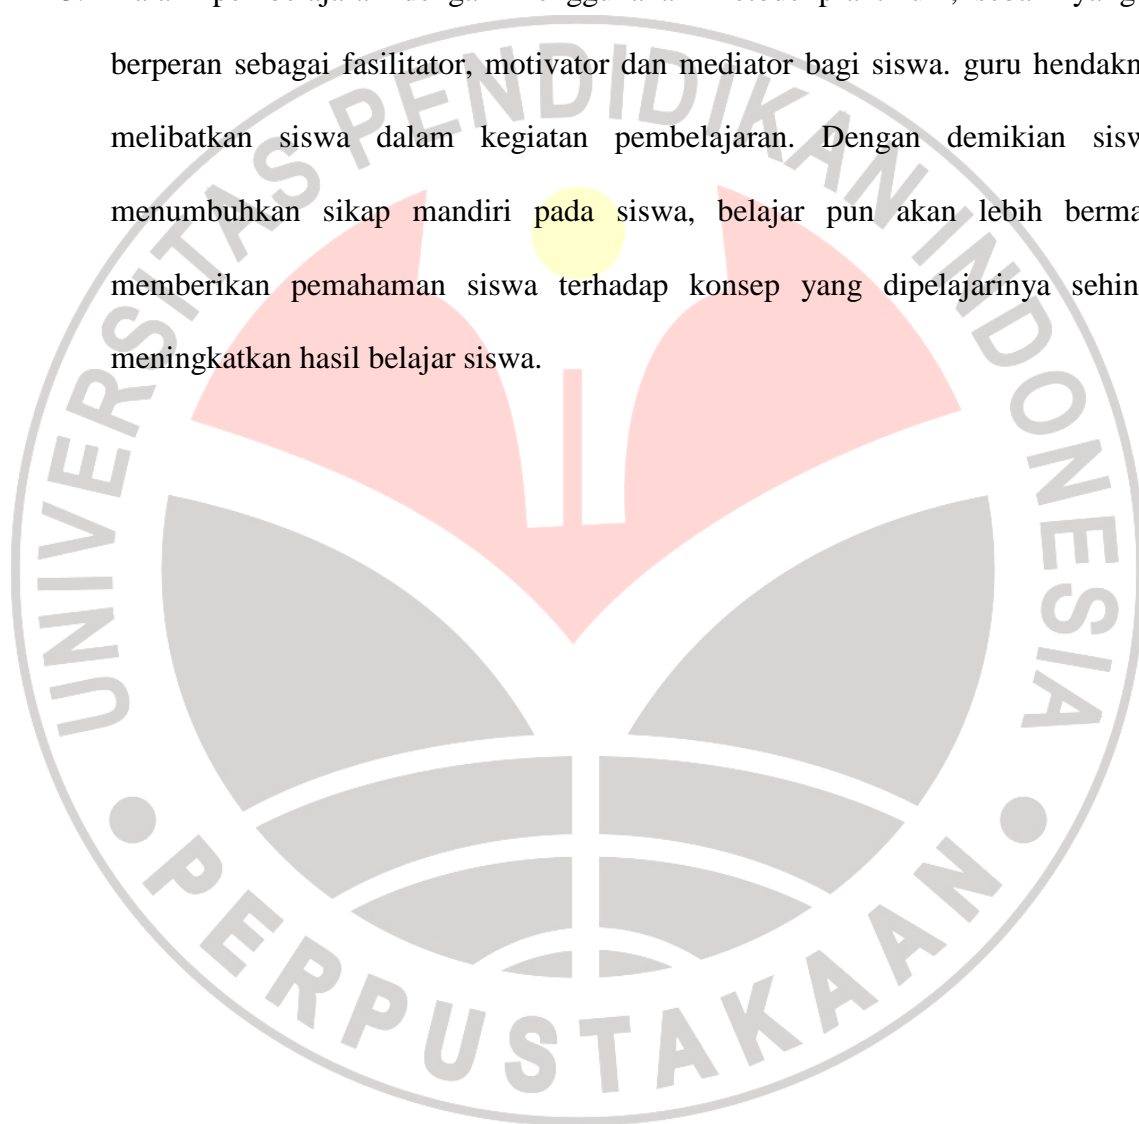 berperan sebagai fasilitator, motivator dan mediator bagi siswa. guru hendakn
melibatkan siswa dalam kegiatan pembelajaran. Dengan demikian sisw
menumbuhkan sikap mandiri pada siswa, belajar pun akan lebih berma
memberikan pemahaman siswa terhadap konsep yang dipelajarinya sehin
meningkatkan hasil belajar siswa.
UNIVERSITAS PENDIDIKAN INDONESIA
PERPUSTAKAAN